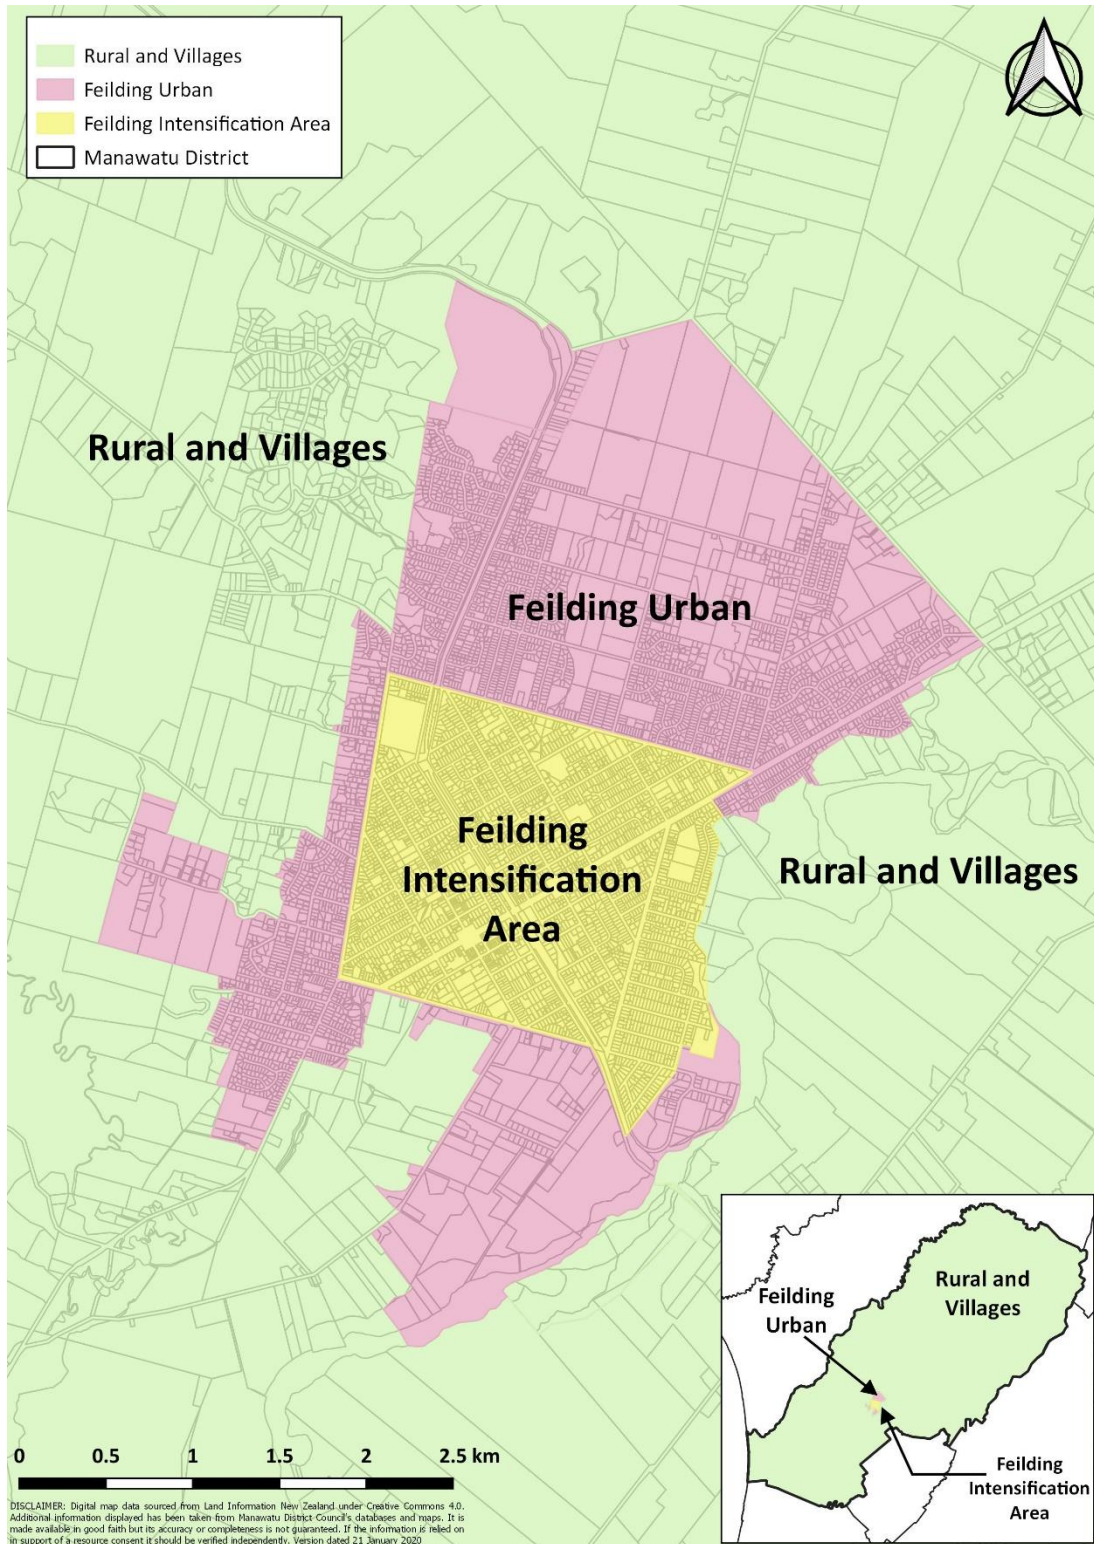 Rural and Villages
Feilding Urban
Feilding Intensification Area
Manawatu District
Rural and Villages
Feilding Urban
Feilding
Intensification
Area
Rural and Villages
Rural and
Villages
Feilding
Urban
Feilding
Intensification
Area
0 0.5 1 1.5 2 2.5 km
DISCLAIMER: Digital map data sourced from Land Information New Zealand under Creative Commons 4.0.
Additional information displayed has been taken from Manawatu District Council's databases and maps. It is
made available in good faith but its accuracy or completeness is not guaranteed. If the information is relied on
in support of a resource consent it should be verified independently. Version dated 21 January 2020